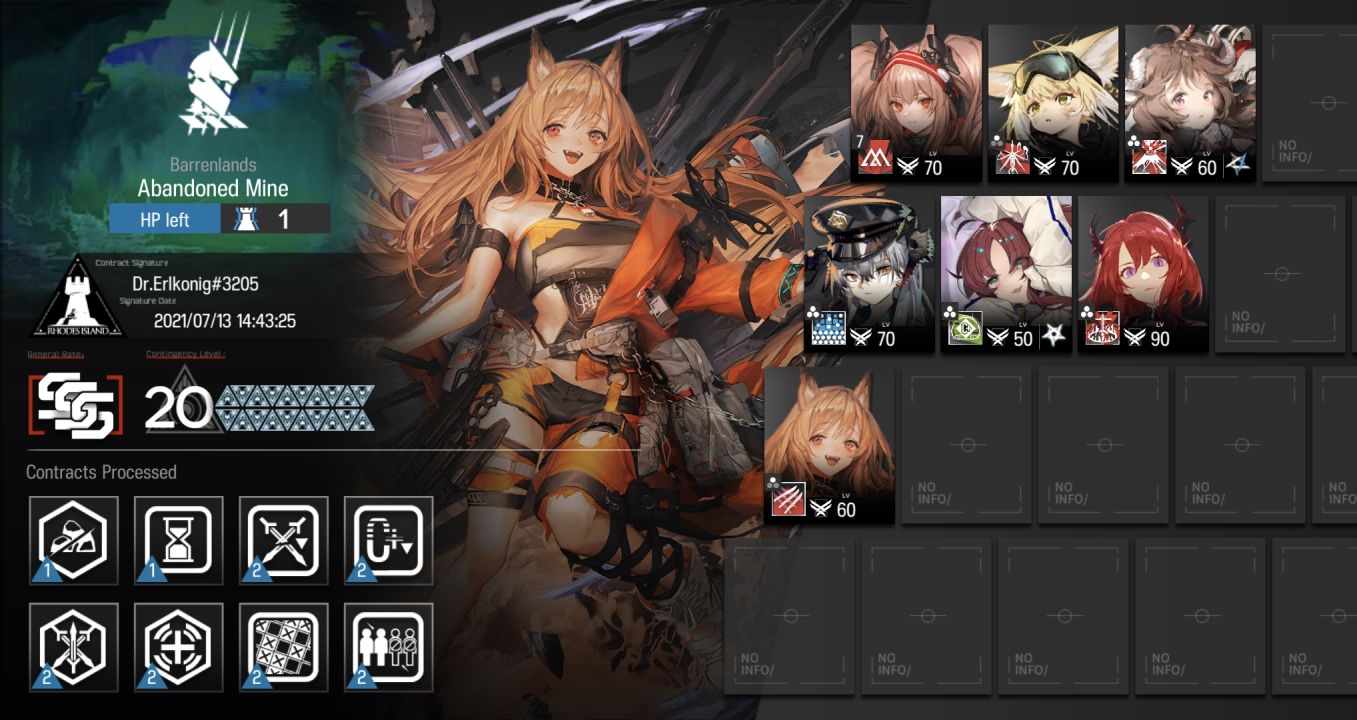 Barrenlands
Abandoned Mine
HP left 1
Contract Signature
Dr.Erlkonig#3205
Signature Date
2021/07/13 14:43:25
RHODES ISLAND
General Rate:
Contingency Level:
SSS
20
Contracts Processed
1
1
2
2
2
2
2
2
7
LV
70
LV
70
LV
60
NO
INFO/
LV
70
LV
50
LV
90
NO
INFO/
LV
60
NO
INFO/
NO
INFO/
NO
INFO/
NO
INFO/
NO
INFO/
NO
INFO/
NO
INFO/
NO
INFO/